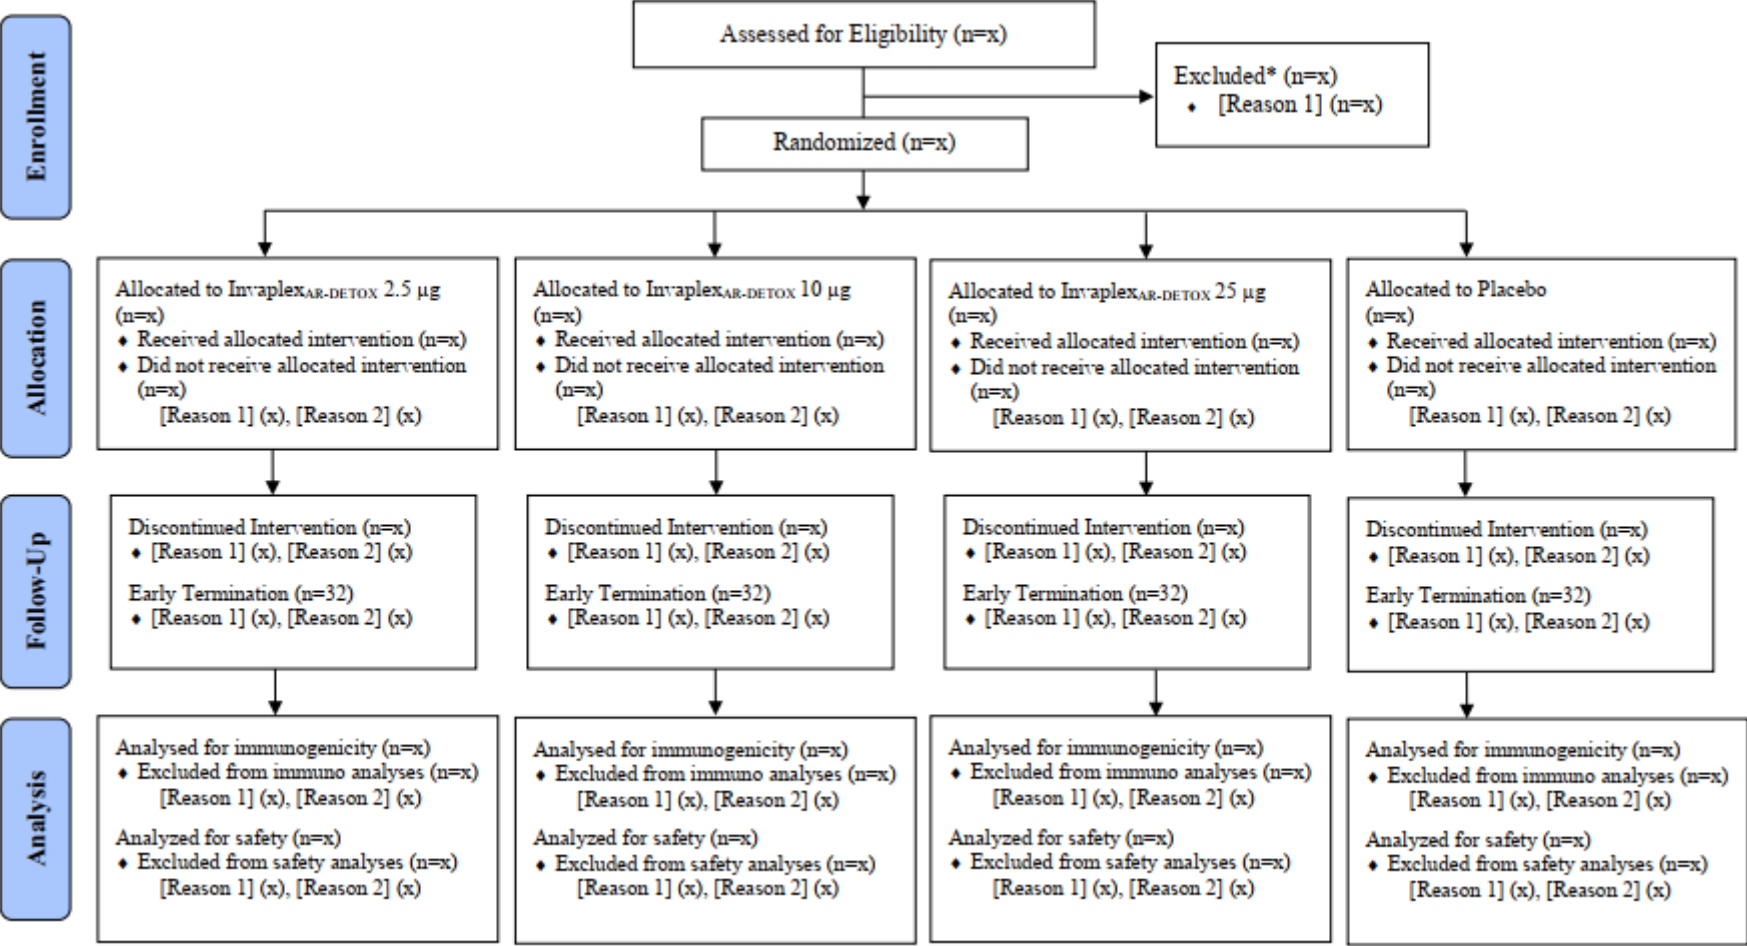 Enrollment
Assessed for Eligibility (n=x)
Excluded* (n=x)
♦ [Reason 1] (n=x)
Randomized (n=x)
Allocation
Allocated to InvaplexAR-DETOX 2.5 µg
(n=x)
♦ Received allocated intervention (n=x)
♦ Did not receive allocated intervention
(n=x)
[Reason 1] (x), [Reason 2] (x)
Allocated to InvaplexAR-DETOX 10 µg
(n=x)
♦ Received allocated intervention (n=x)
♦ Did not receive allocated intervention
(n=x)
[Reason 1] (x), [Reason 2] (x)
Allocated to InvaplexAR-DETOX 25 µg
(n=x)
♦ Received allocated intervention (n=x)
♦ Did not receive allocated intervention
(n=x)
[Reason 1] (x), [Reason 2] (x)
Allocated to Placebo
(n=x)
♦ Received allocated intervention (n=x)
♦ Did not receive allocated intervention
(n=x)
[Reason 1] (x), [Reason 2] (x)
Follow-Up
Discontinued Intervention (n=x)
♦ [Reason 1] (x), [Reason 2] (x)
Early Termination (n=32)
♦ [Reason 1] (x), [Reason 2] (x)
Discontinued Intervention (n=x)
♦ [Reason 1] (x), [Reason 2] (x)
Early Termination (n=32)
♦ [Reason 1] (x), [Reason 2] (x)
Discontinued Intervention (n=x)
♦ [Reason 1] (x), [Reason 2] (x)
Early Termination (n=32)
♦ [Reason 1] (x), [Reason 2] (x)
Discontinued Intervention (n=x)
♦ [Reason 1] (x), [Reason 2] (x)
Early Termination (n=32)
♦ [Reason 1] (x), [Reason 2] (x)
Analysis
Analysed for immunogenicity (n=x)
♦ Excluded from immuno analyses (n=x)
[Reason 1] (x), [Reason 2] (x)
Analyzed for safety (n=x)
♦ Excluded from safety analyses (n=x)
[Reason 1] (x), [Reason 2] (x)
Analysed for immunogenicity (n=x)
♦ Excluded from immuno analyses (n=x)
[Reason 1] (x), [Reason 2] (x)
Analyzed for safety (n=x)
♦ Excluded from safety analyses (n=x)
[Reason 1] (x), [Reason 2] (x)
Analysed for immunogenicity (n=x)
♦ Excluded from immuno analyses (n=x)
[Reason 1] (x), [Reason 2] (x)
Analyzed for safety (n=x)
♦ Excluded from safety analyses (n=x)
[Reason 1] (x), [Reason 2] (x)
Analysed for immunogenicity (n=x)
♦ Excluded from immuno analyses (n=x)
[Reason 1] (x), [Reason 2] (x)
Analyzed for safety (n=x)
♦ Excluded from safety analyses (n=x)
[Reason 1] (x), [Reason 2] (x)